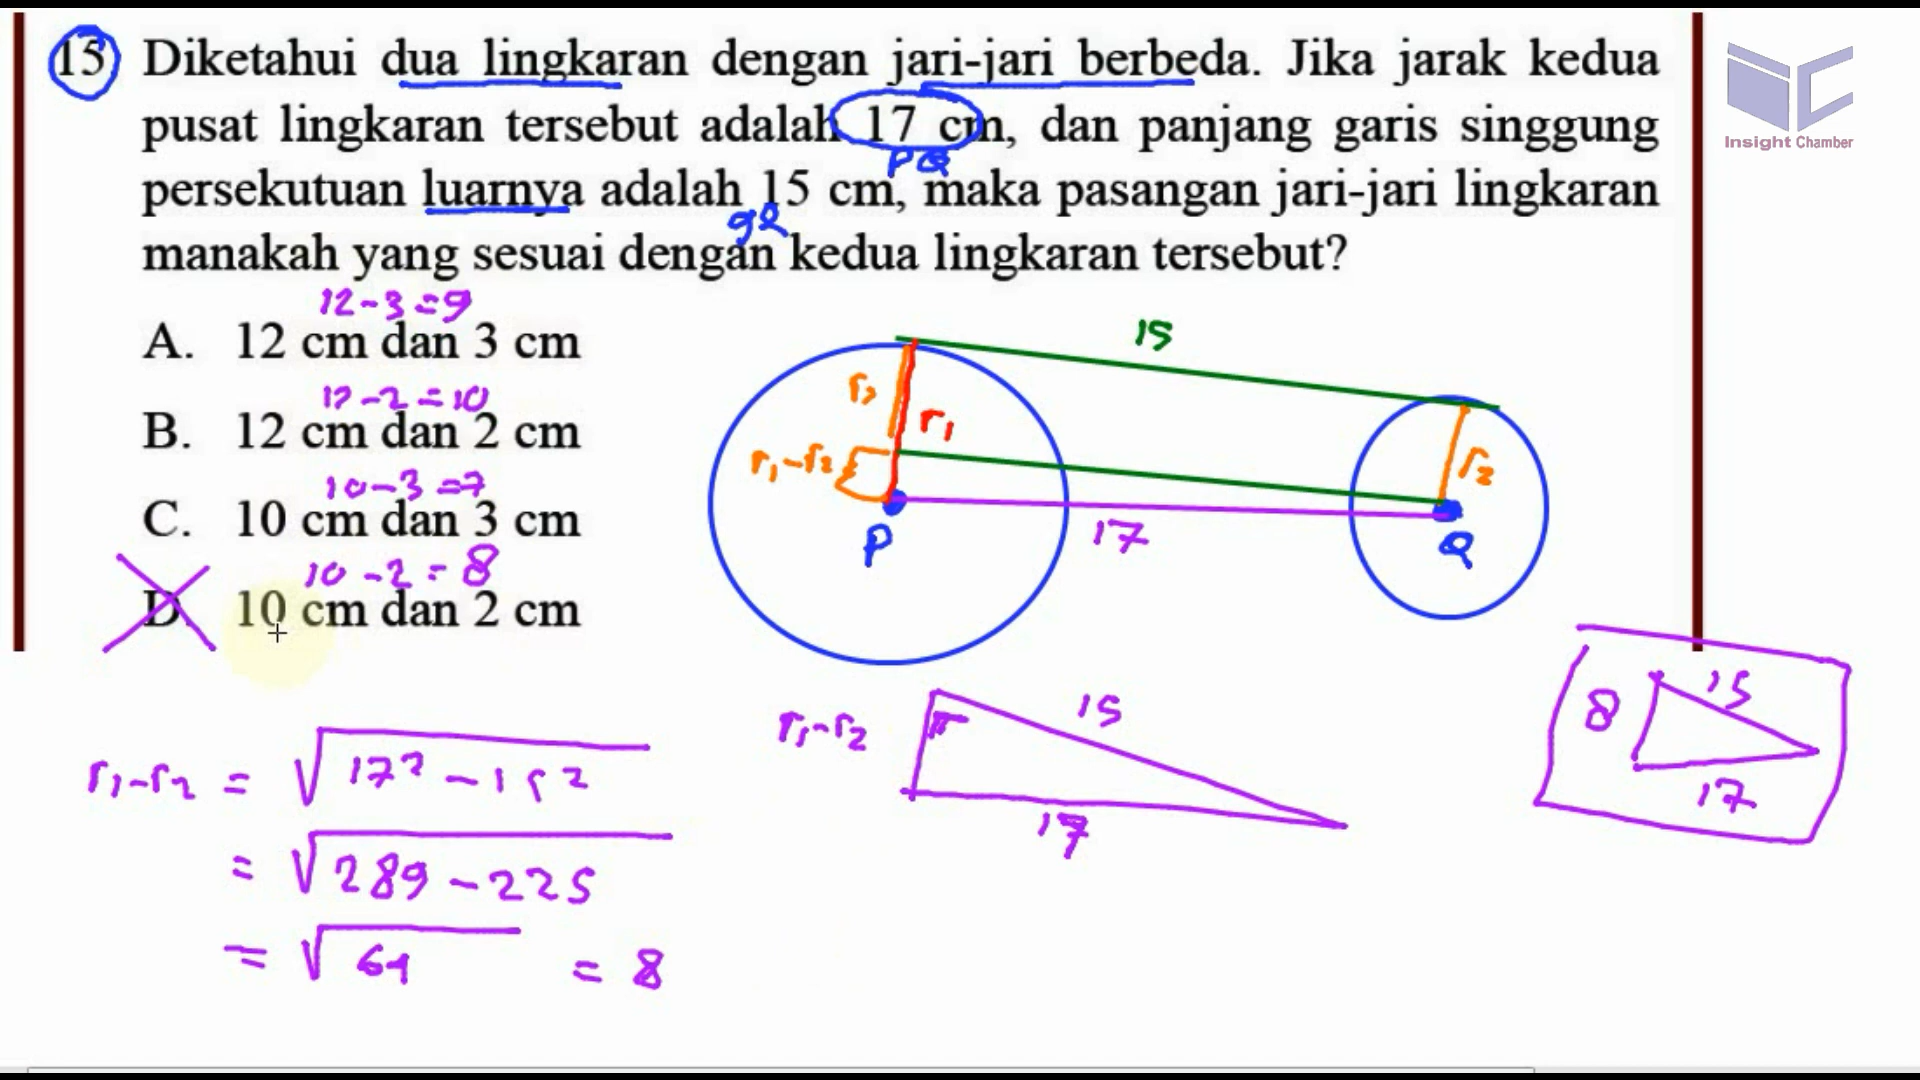 15 Diketahui dua lingkaran dengan jari-jari berbeda. Jika jarak kedua
pusat lingkaran tersebut adalah 17 cm, dan panjang garis singgung
PQ
persekutuan luarnya adalah 15 cm, maka pasangan jari-jari lingkaran
manakah yang sesuai dengan kedua lingkaran tersebut?
12-3=9
A. 12 cm dan 3 cm
12-2=10
B. 12 cm dan 2 cm
10-3=7
C. 10 cm dan 3 cm
10-2=8
D. 10 cm dan 2 cm
Insight Chamber
15
r₂
r₁
r₁-r₂
r₂
17
P
Q
r₁-r₂ = √17²-15²
= √289-225
= √64 = 8
r₁-r₂
15
17
8
15
17